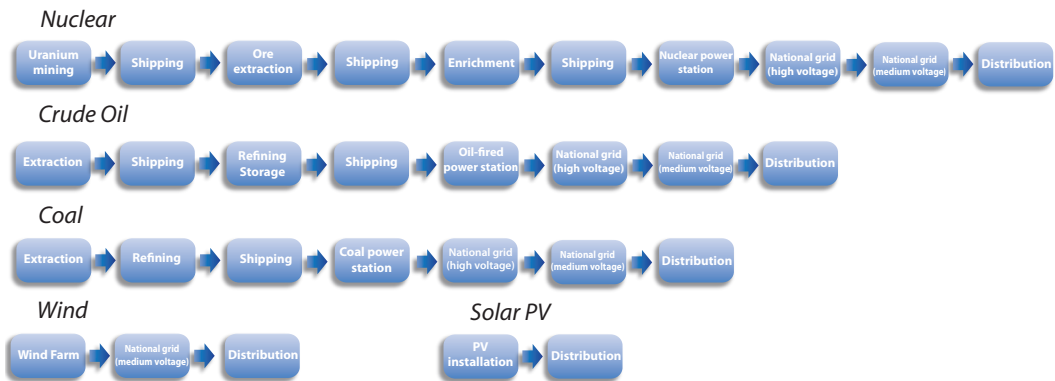 Nuclear
Uranium
mining
Shipping
Ore
extraction
Shipping
Enrichment
Shipping
Nuclear power
station
National grid
(high voltage)
National grid
(medium voltage)
Distribution
Crude Oil
Extraction
Shipping
Refining
Storage
Shipping
Oil-fired
power station
National grid
(high voltage)
National grid
(medium voltage)
Distribution
Coal
Extraction
Refining
Shipping
Coal power
station
National grid
(high voltage)
National grid
(medium voltage)
Distribution
Wind
Wind Farm
National grid
(medium voltage)
Distribution
Solar PV
PV
installation
Distribution